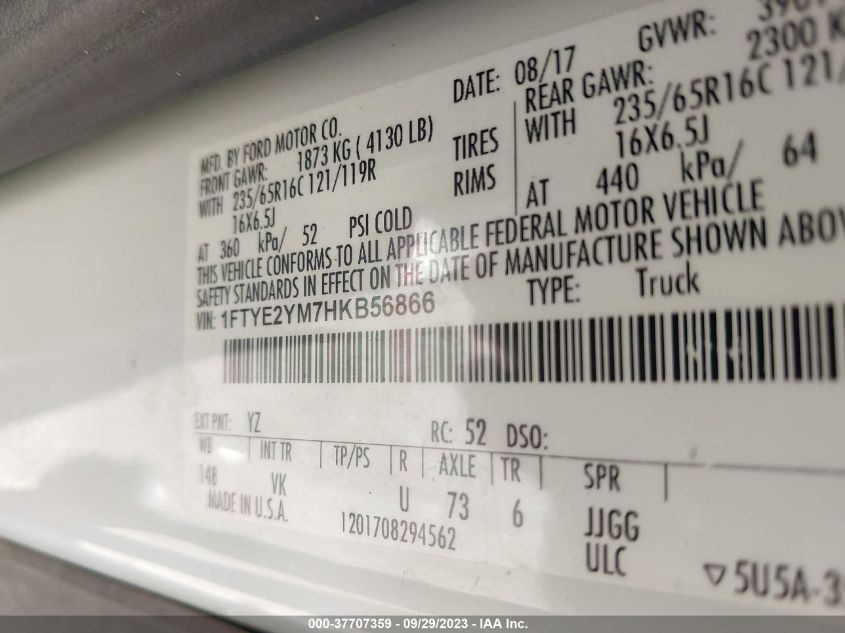 MFD. BY FORD MOTOR CO. DATE: 08/17 GVWR:
FRONT GAWR: 1873 KG ( 4130 LB) REAR GAWR: 2300 K
WITH 235/65R16C 121/119R TIRES WITH 235/65R16C 121/
16X6.5J RIMS 16X6.5J
AT 360 kPa/ 52 PSI COLD AT 440 kPa/ 64
THIS VEHICLE CONFORMS TO ALL APPLICABLE FEDERAL MOTOR VEHICLE
SAFETY STANDARDS IN EFFECT ON THE DATE OF MANUFACTURE SHOWN ABOV
VIN: 1FTYE2YM7HKB56866 TYPE: Truck
EXT PNT: YZ RC: 52 DSO:
WB INT TR TP/PS R AXLE TR SPR
148 VK U 73 6 JJGG
MADE IN U.S.A. 1201708294562 ULC
▽5U5A-3
000-37707359 - 09/29/2023 - IAA Inc.